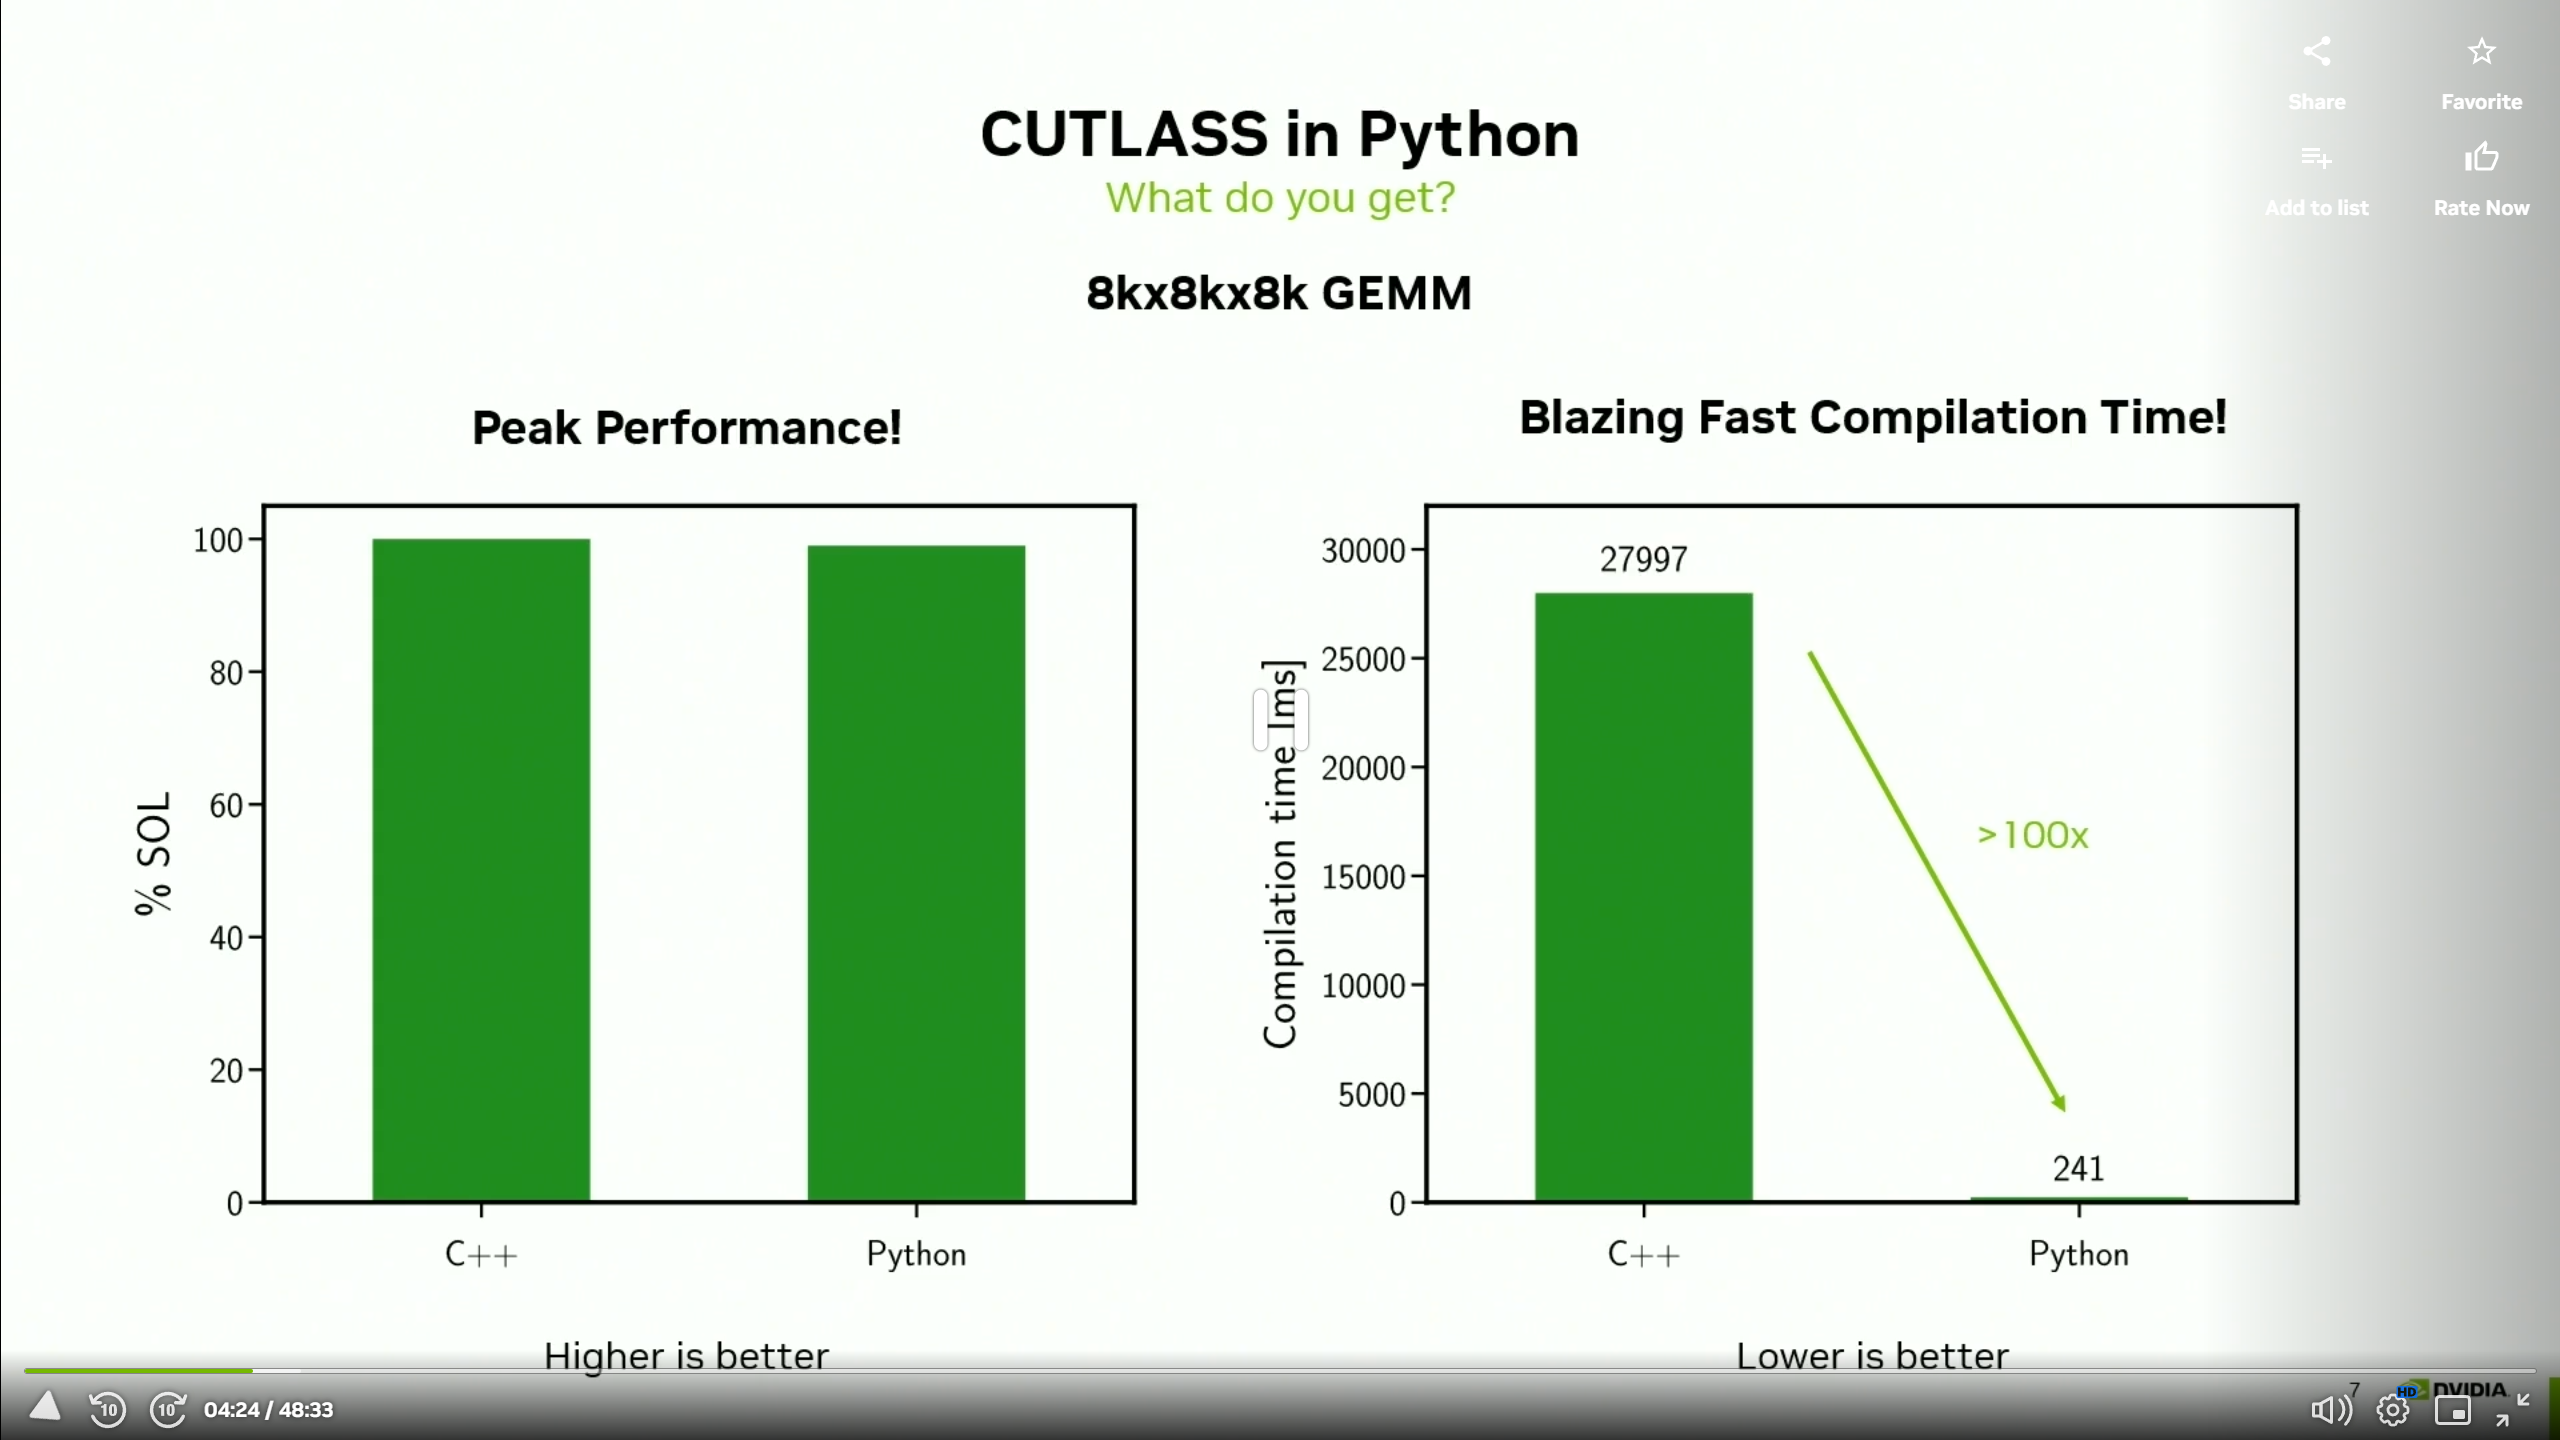 Share
Favorite
Add to list
Rate Now
CUTLASS in Python
What do you get?
8kx8kx8k GEMM
Peak Performance!
% SOL
100
80
60
40
20
0
C++
Python
Higher is better
Blazing Fast Compilation Time!
Compilation time [ms]
30000
25000
20000
15000
10000
5000
0
27997
>100x
241
C++
Python
Lower is better
10
10
04:24 / 48:33
7
HD
NVIDIA